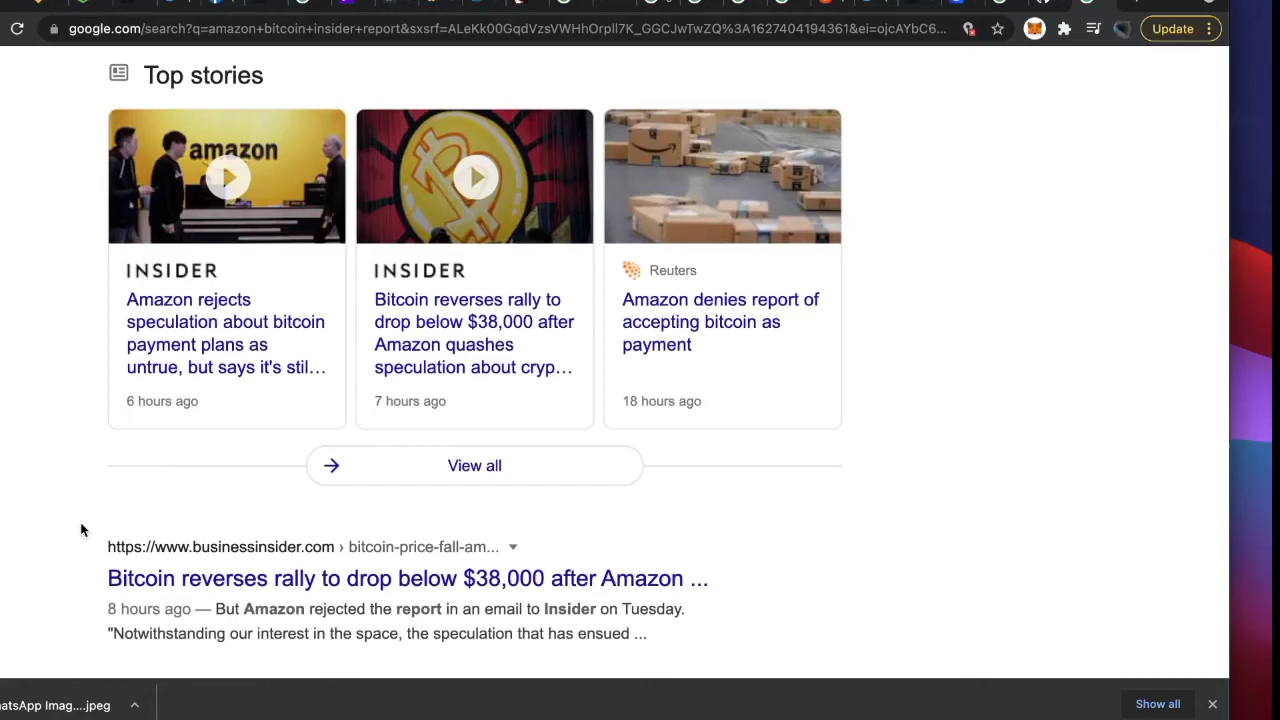 google.com/search?q=amazon+bitcoin+insider+report&sxsrf=ALeKk00GqdVzsVWHhOrpll7K_GGCJwTwZQ%3A1627404194361&ei=ojcAYbC6...
Update
Top stories
amazon
INSIDER
Amazon rejects
speculation about bitcoin
payment plans as
untrue, but says it's stil...
6 hours ago
INSIDER
Bitcoin reverses rally to
drop below $38,000 after
Amazon quashes
speculation about cryp...
7 hours ago
Reuters
Amazon denies report of
accepting bitcoin as
payment
18 hours ago
View all
https://www.businessinsider.com › bitcoin-price-fall-am...
Bitcoin reverses rally to drop below $38,000 after Amazon ...
8 hours ago — But Amazon rejected the report in an email to Insider on Tuesday.
"Notwithstanding our interest in the space, the speculation that has ensued ...
atsApp Imag....jpeg
Show all